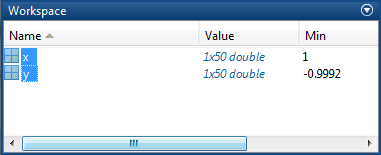 Workspace
Name Value Min
x 1x50 double 1
y 1x50 double -0.9992